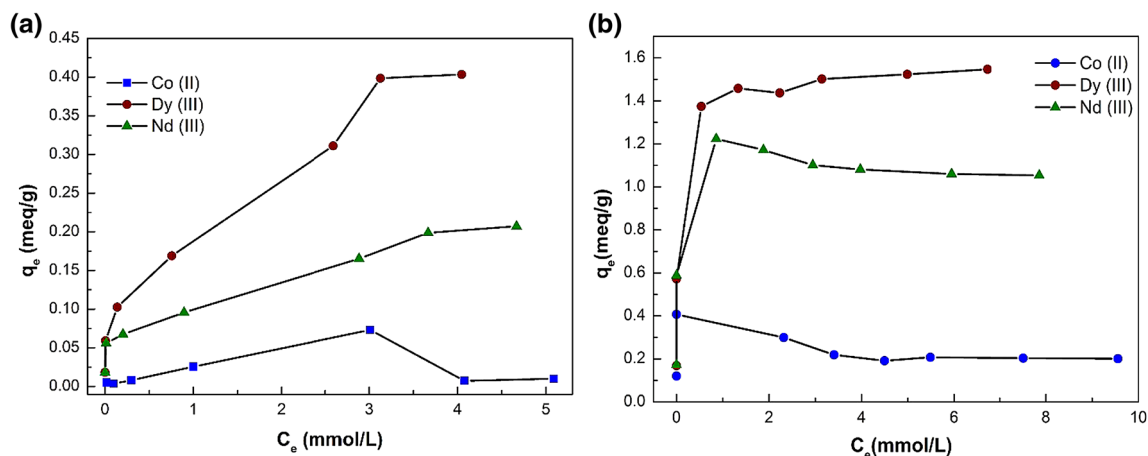 (a)
0.45
0.40
0.35
0.30
0.25
0.20
0.15
0.10
0.05
0.00
qe (meq/g)
Co (II)
Dy (III)
Nd (III)
0 1 2 3 4 5
Ce (mmol/L)
(b)
1.6
1.4
1.2
1.0
0.8
0.6
0.4
0.2
0.0
qe(meq/g)
Co (II)
Dy (III)
Nd (III)
0 2 4 6 8 10
Ce(mmol/L)